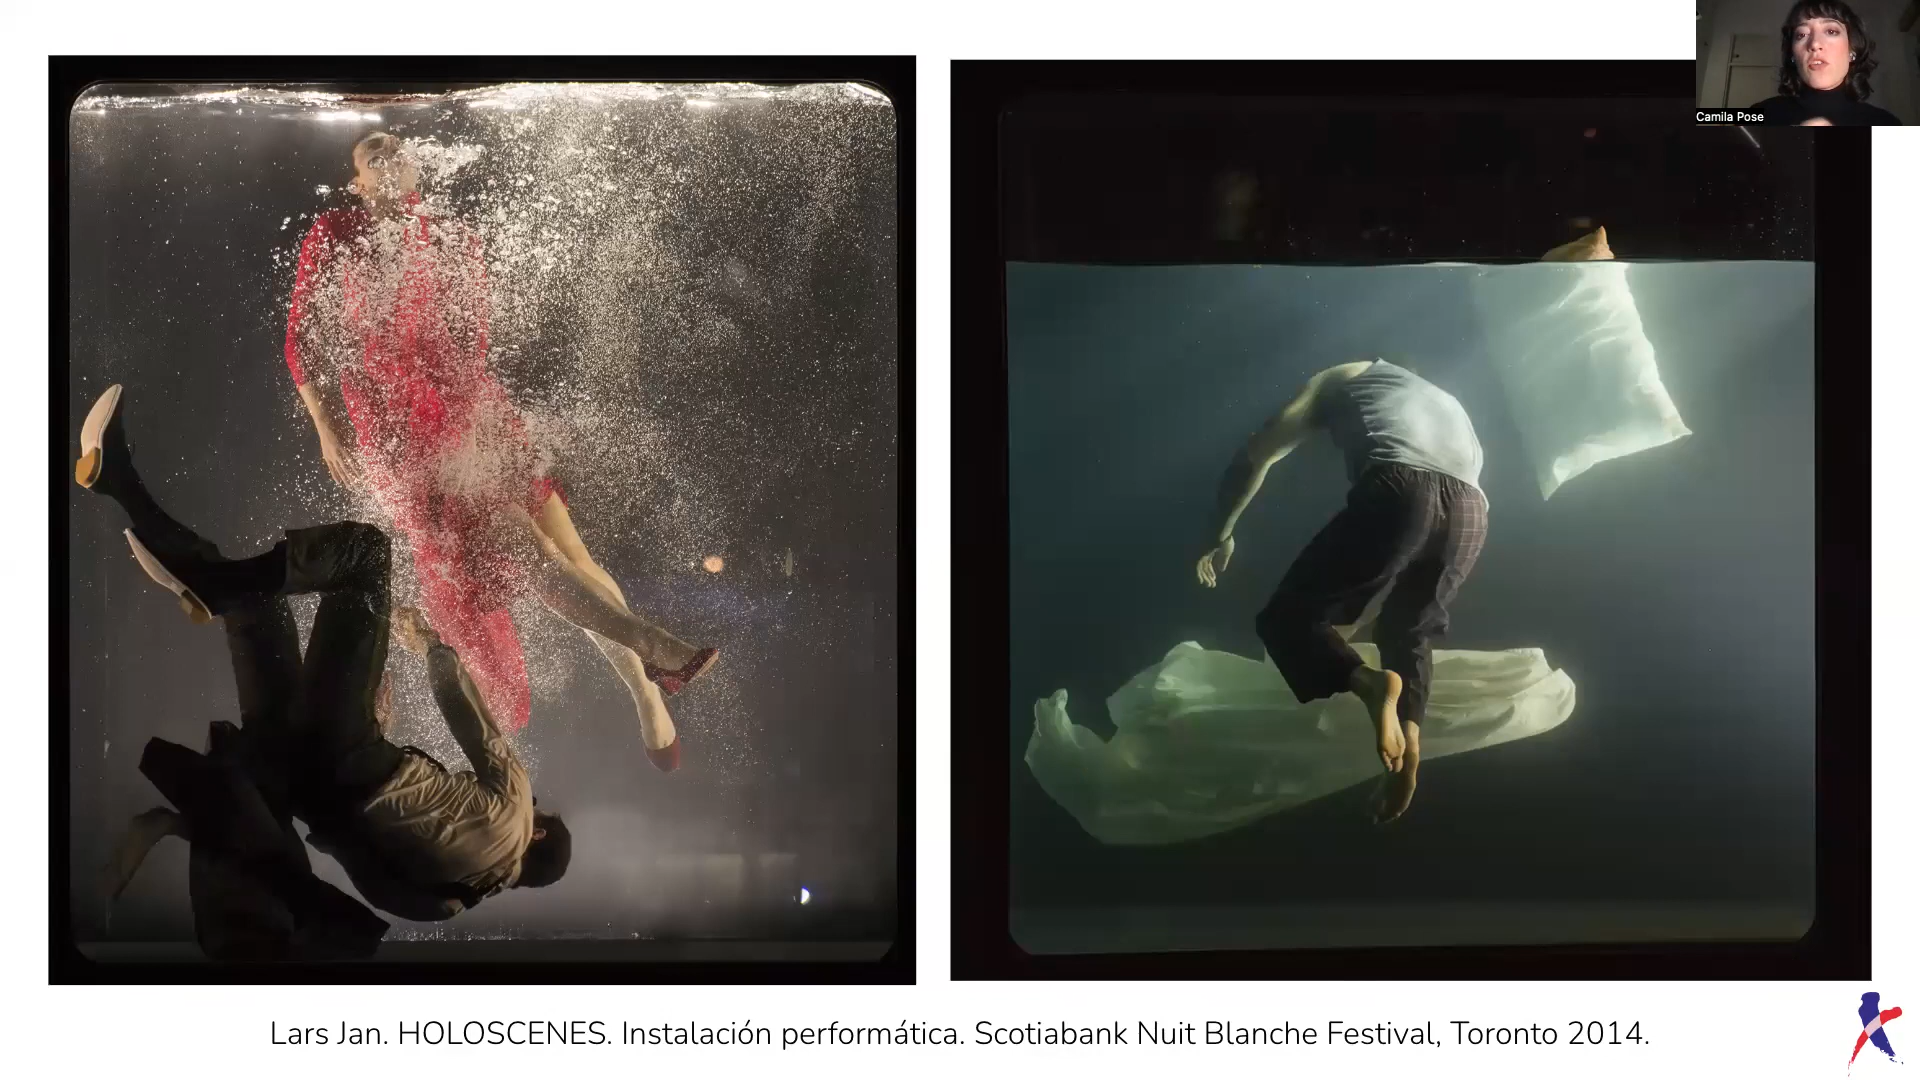 Camila Pose
Lars Jan. HOLOSCENES. Instalación performática. Scotiabank Nuit Blanche Festival, Toronto 2014.